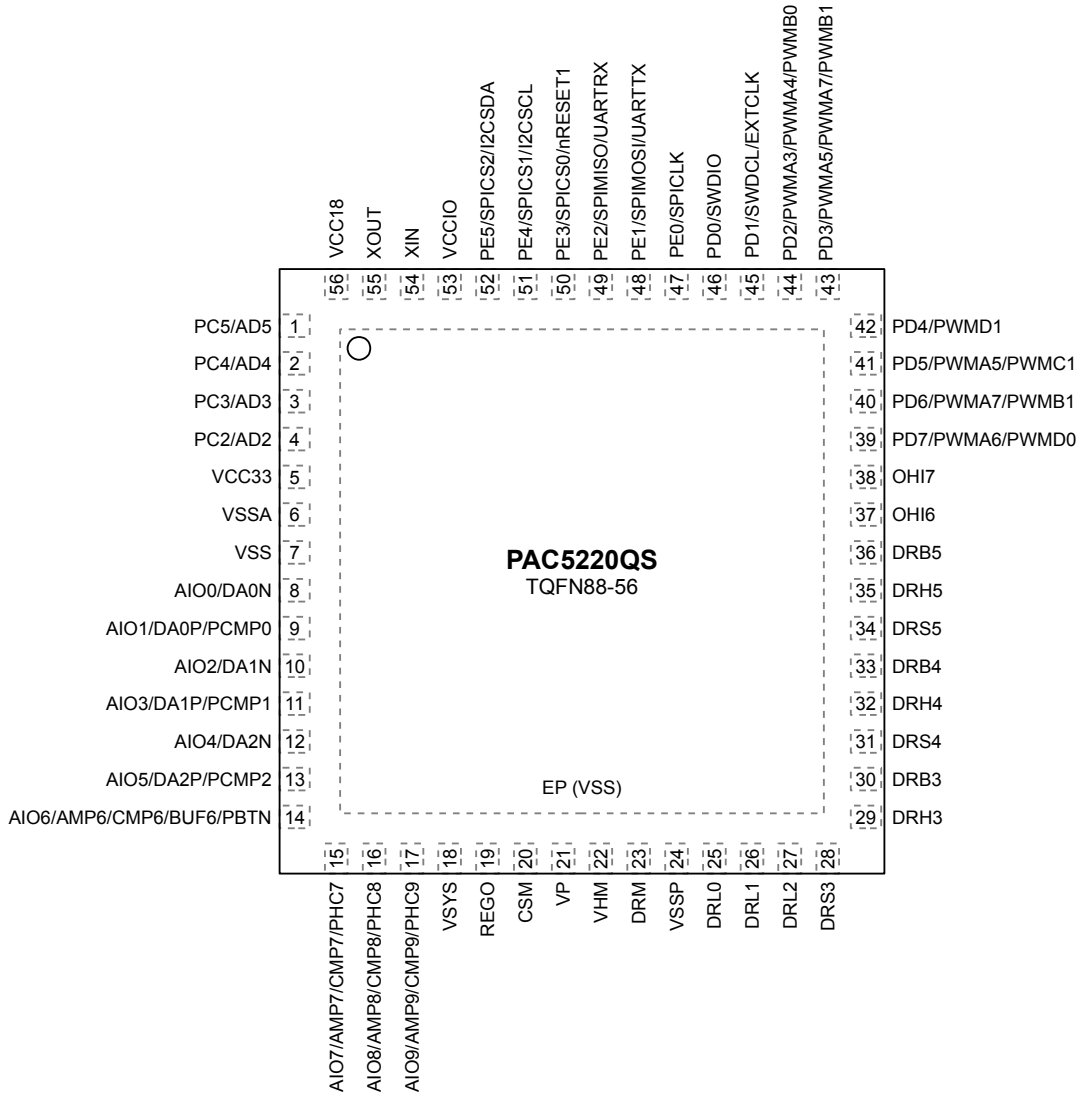 PE5/SPICS2/I2CSDA
PE4/SPICS1/I2CSCL
PE3/SPICS0/nRESET1
PE2/SPIMISO/UARTRX
PE1/SPIMOSI/UARTTX
PE0/SPICLK
PD0/SWDIO
PD1/SWDCL/EXTCLK
PD2/PWMA3/PWMA4/PWMB0
PD3/PWMA5/PWMA7/PWMB1
VCC18
XOUT
XIN
VCCIO
56 55 54 53 52 51 50 49 48 47 46 45 44 43
PC5/AD5 1
PC4/AD4 2
PC3/AD3 3
PC2/AD2 4
VCC33 5
VSSA 6
VSS 7
AIO0/DA0N 8
AIO1/DA0P/PCMP0 9
AIO2/DA1N 10
AIO3/DA1P/PCMP1 11
AIO4/DA2N 12
AIO5/DA2P/PCMP2 13
AIO6/AMP6/CMP6/BUF6/PBTN 14
42 PD4/PWMD1
41 PD5/PWMA5/PWMC1
40 PD6/PWMA7/PWMB1
39 PD7/PWMA6/PWMD0
38 OHI7
37 OHI6
36 DRB5
35 DRH5
34 DRS5
33 DRB4
32 DRH4
31 DRS4
30 DRB3
29 DRH3
PAC5220QS
TQFN88-56
EP (VSS)
15 16 17 18 19 20 21 22 23 24 25 26 27 28
AIO7/AMP7/CMP7/PHC7
AIO8/AMP8/CMP8/PHC8
AIO9/AMP9/CMP9/PHC9
VSYS
REGO
CSM
VP
VHM
DRM
VSSP
DRL0
DRL1
DRL2
DRS3